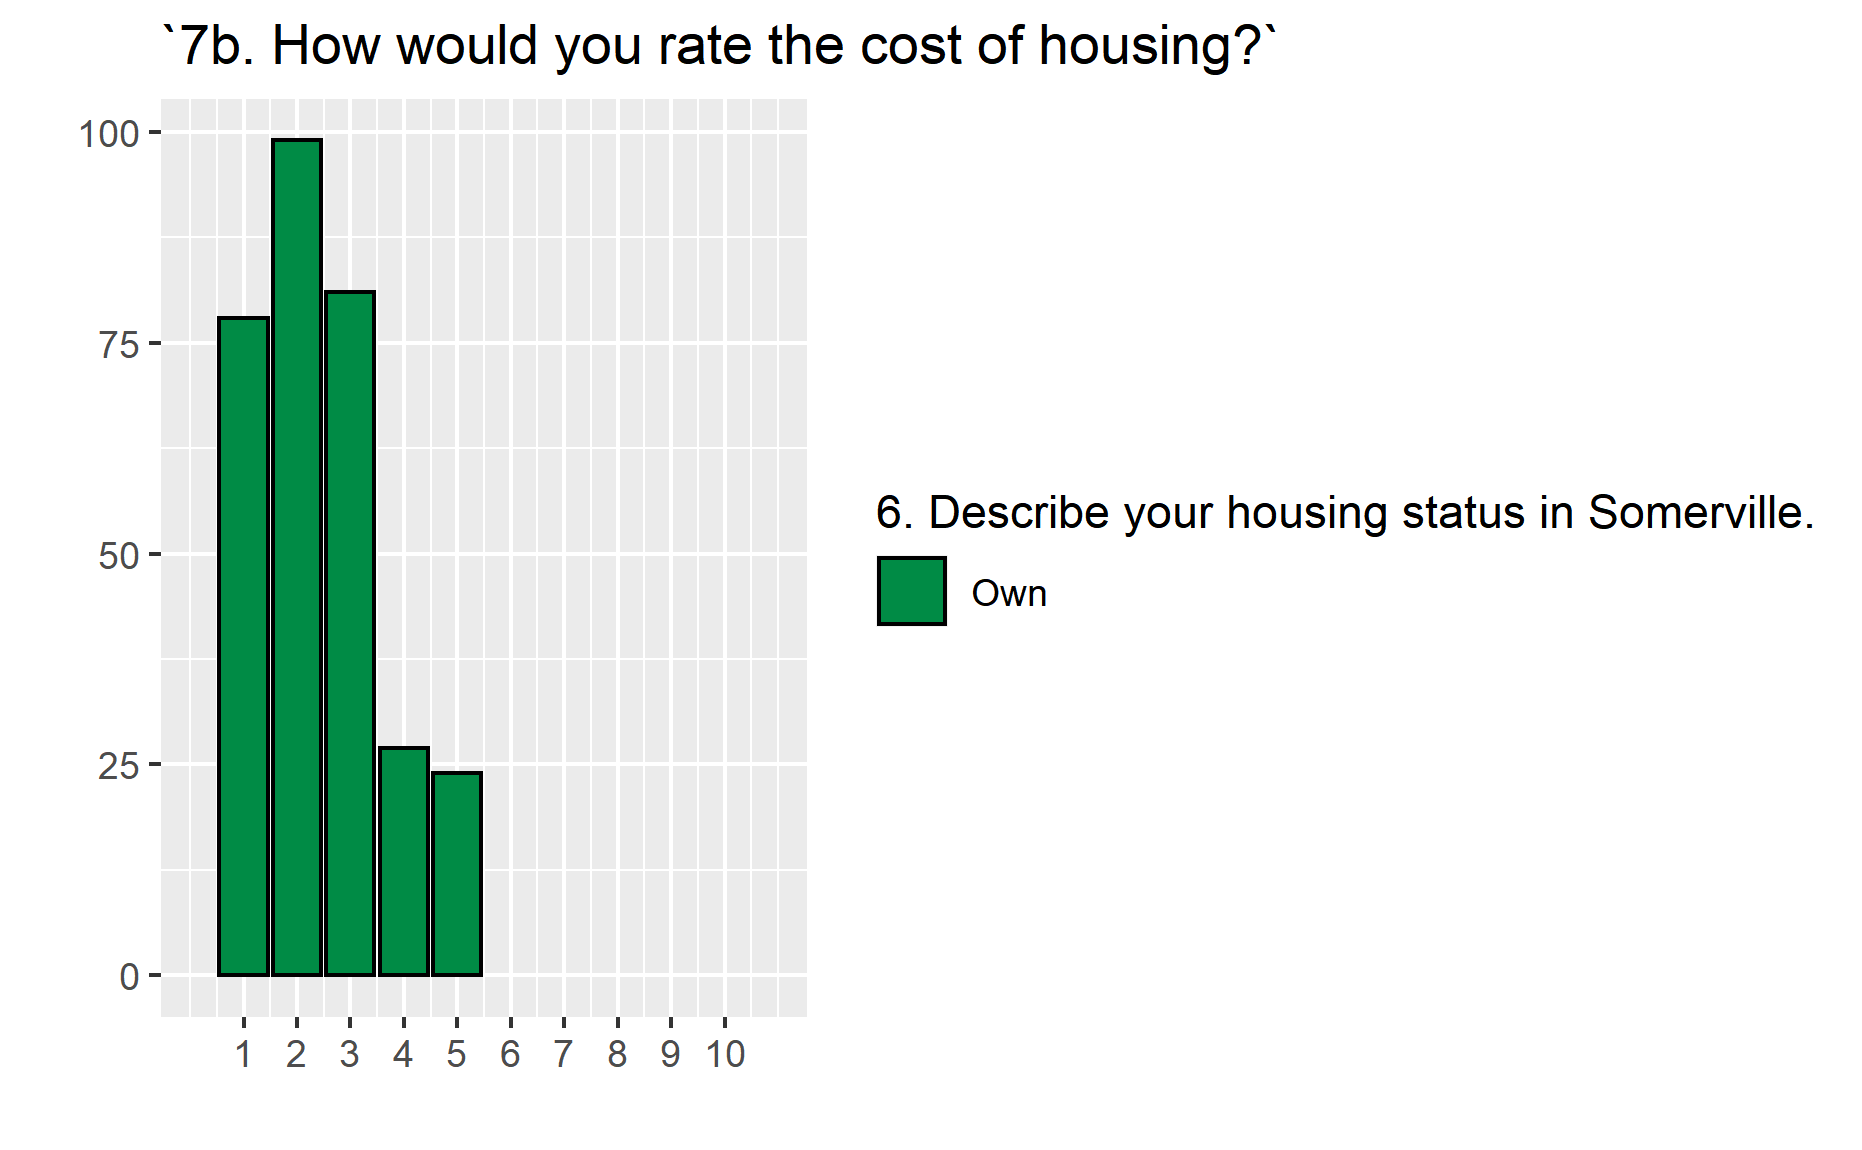 `7b. How would you rate the cost of housing?`
100
75
50
25
0
1 2 3 4 5 6 7 8 9 10
6. Describe your housing status in Somerville.
Own